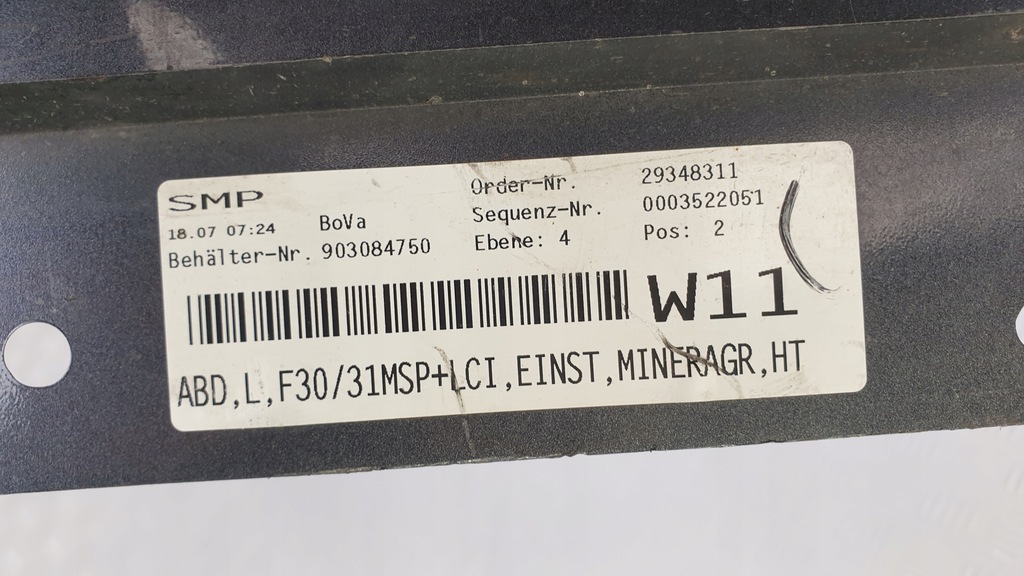 SMP
Order-Nr. 29348311
18.07 07:24 BoVa Sequenz-Nr. 0003522051
Behälter-Nr. 903084750 Ebene: 4 Pos: 2
W11
ABD,L,F30/31MSP+LCI,EINST,MINERAGR,HT